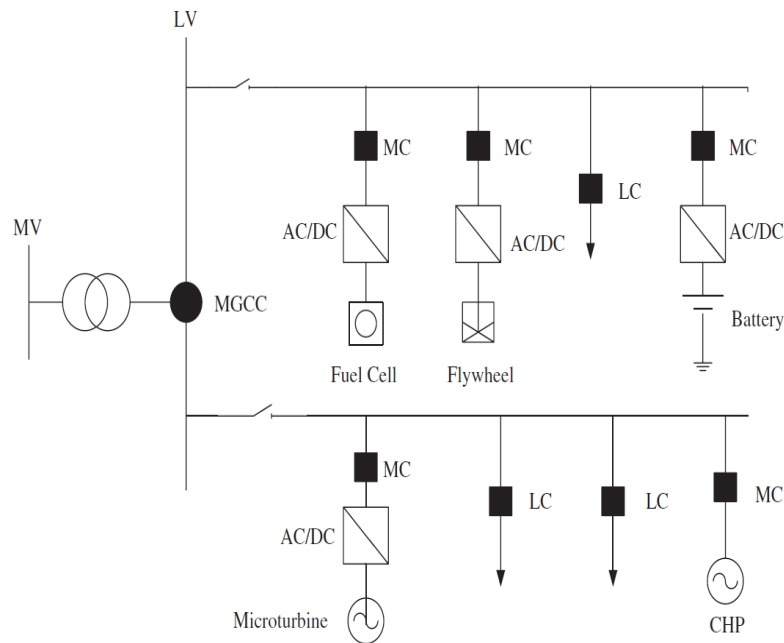 LV
MC
MC
LC
MC
MV
AC/DC
AC/DC
AC/DC
MGCC
Battery
Fuel Cell
Flywheel
MC
LC
LC
MC
AC/DC
Microturbine
CHP